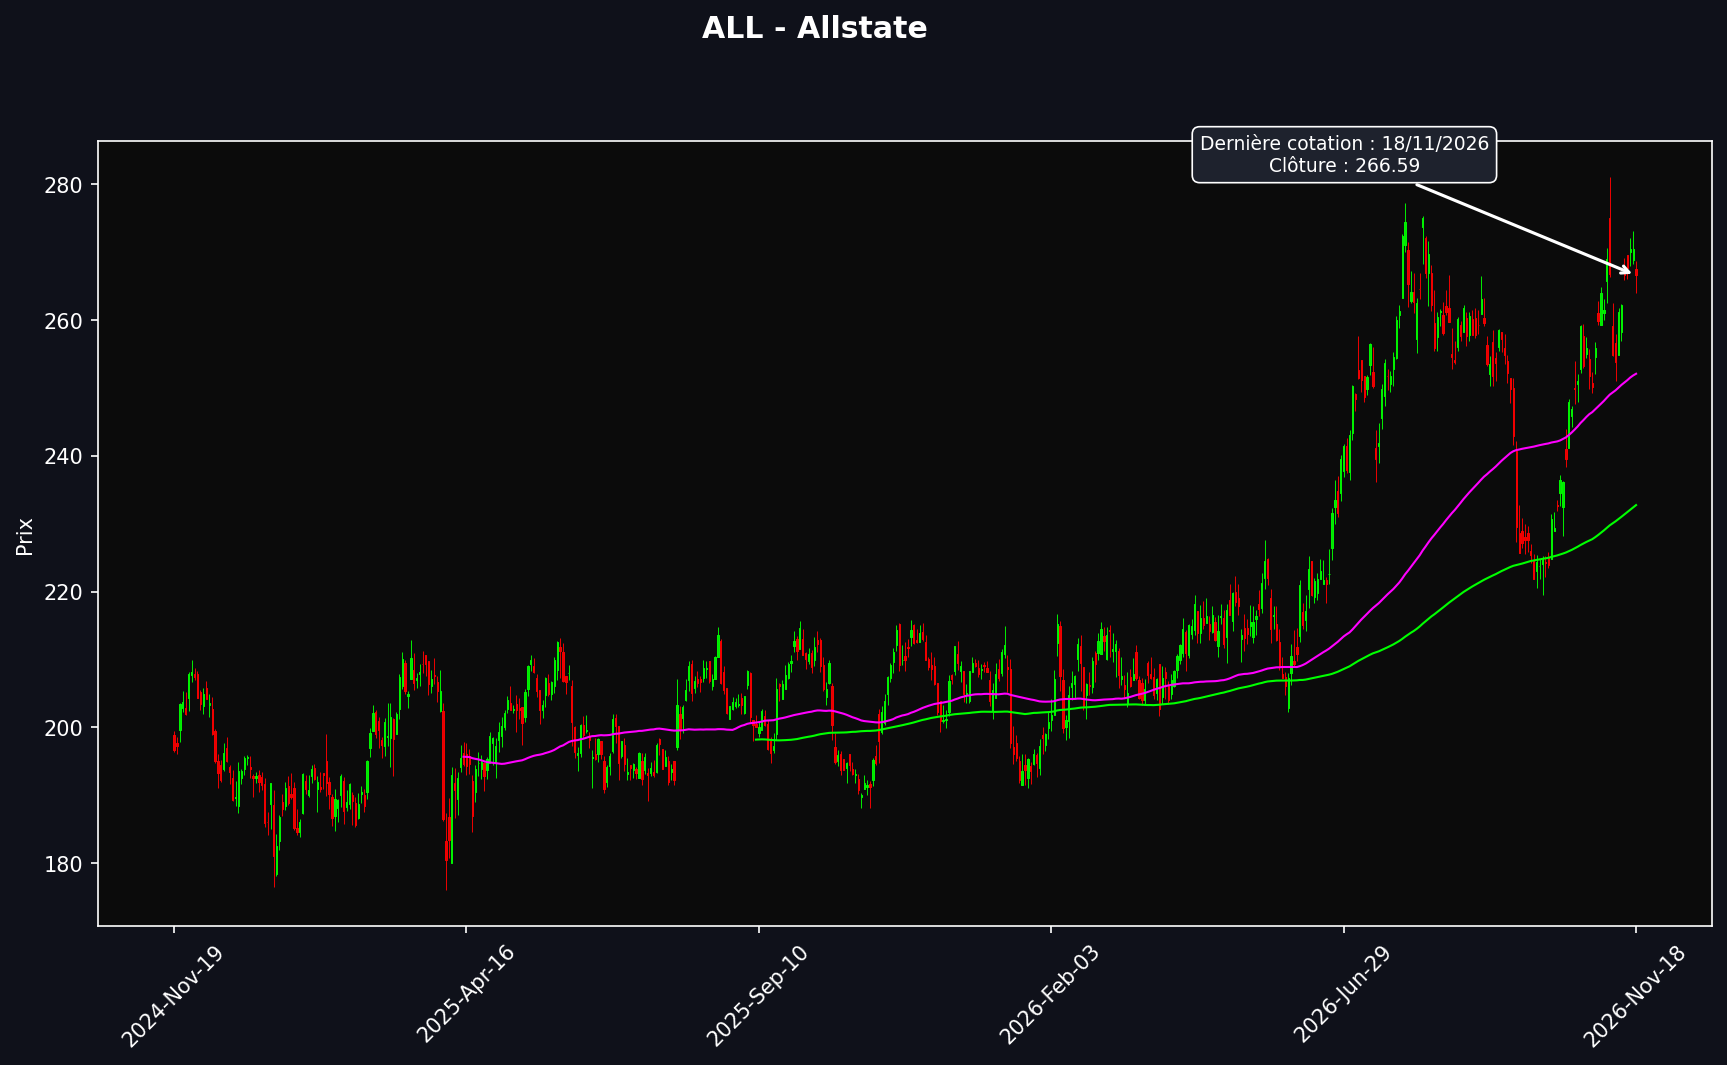 ALL - Allstate
Dernière cotation : 18/11/2026
Clôture : 266.59
Prix
280
260
240
220
200
180
2024-Nov-19
2025-Apr-16
2025-Sep-10
2026-Feb-03
2026-Jun-29
2026-Nov-18